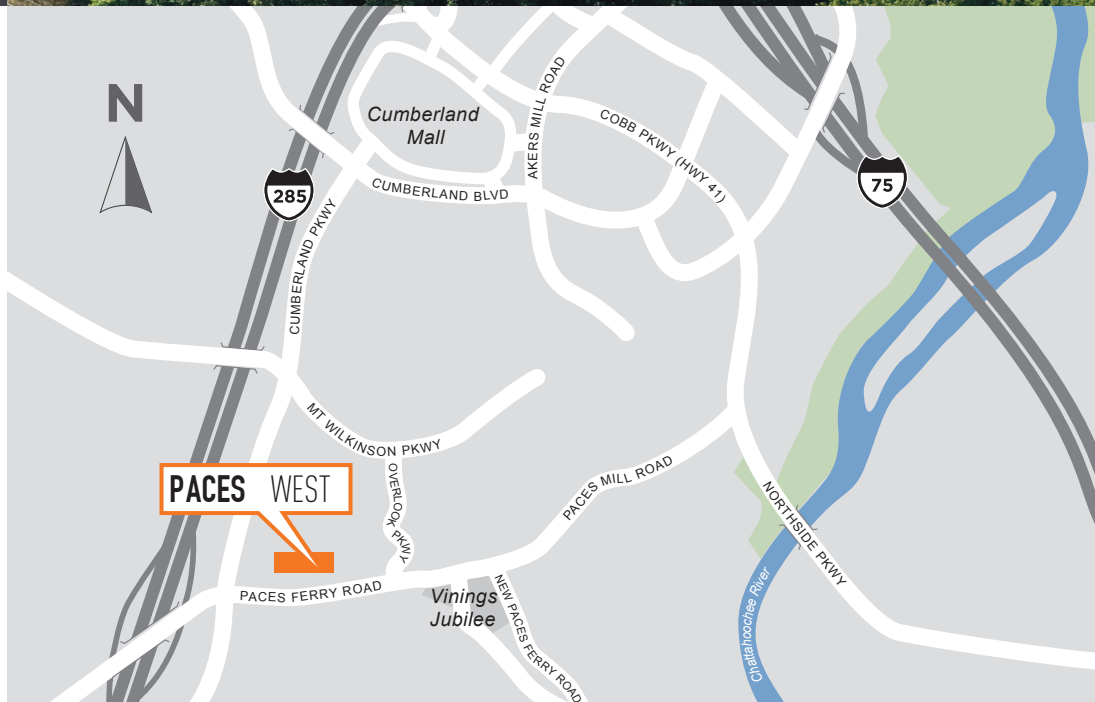 N
Cumberland
Mall
AKERS MILL ROAD
COBB PKWY (HWY 41)
285
75
CUMBERLAND BLVD
CUMBERLAND PKWY
MT WILKINSON PKWY
OVERLOOK PKWY
PACES MILL ROAD
PACES WEST
NORTHSIDE PKWY
PACES FERRY ROAD
Vinings
Jubilee
NEW PACES FERRY ROAD
Chattahoochee River